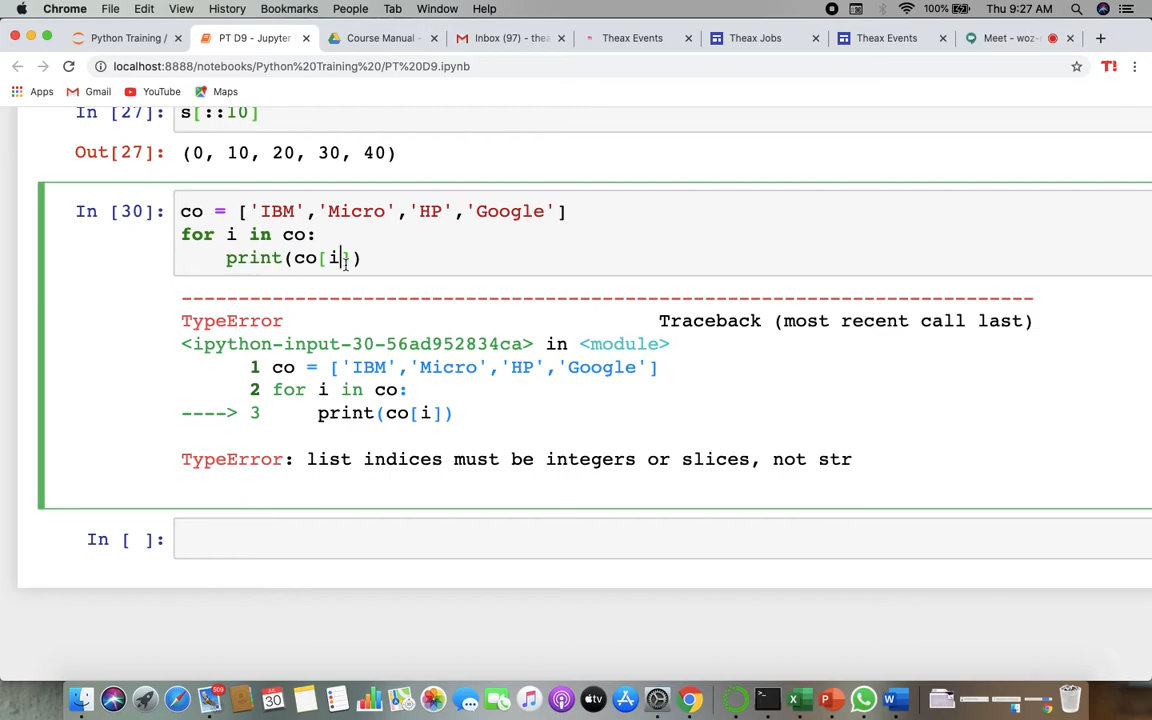 Chrome File Edit View History Bookmarks People Tab Window Help 100% Thu 9:27 AM
Python Training / PT D9 - Jupyter Course Manual - Inbox (97) - thea Theax Events Theax Jobs Theax Events Meet - woz-
localhost:8888/notebooks/Python%20Training%20/PT%20D9.ipynb T!
Apps Gmail YouTube Maps
In [27]: s[::10]
Out[27]: (0, 10, 20, 30, 40)
In [30]: co = ['IBM','Micro','HP','Google']
for i in co:
print(co[i])
---------------------------------------------------------------------------
TypeError Traceback (most recent call last)
<ipython-input-30-56ad952834ca> in <module>
1 co = ['IBM','Micro','HP','Google']
2 for i in co:
----> 3 print(co[i])
TypeError: list indices must be integers or slices, not str
In [ ]:
509 30